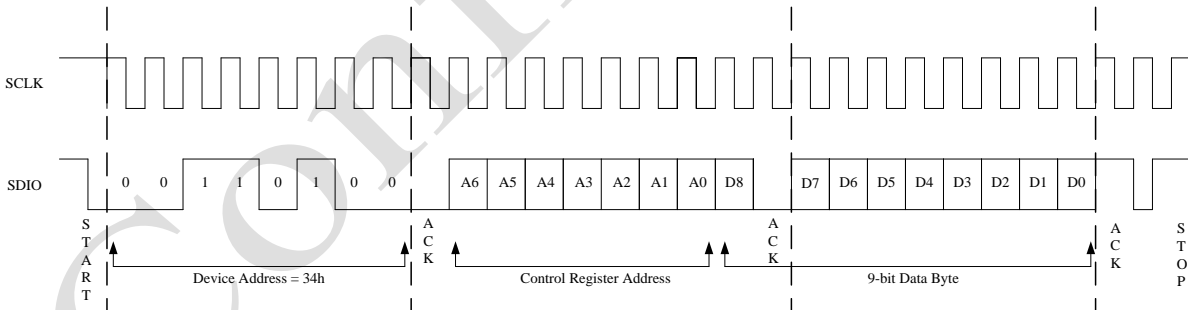 SCLK
SDIO
0 0 1 1 0 1 0 0 A6 A5 A4 A3 A2 A1 A0 D8 D7 D6 D5 D4 D3 D2 D1 D0
START
ACK
ACK
ACK
STOP
Device Address = 34h
Control Register Address
9-bit Data Byte